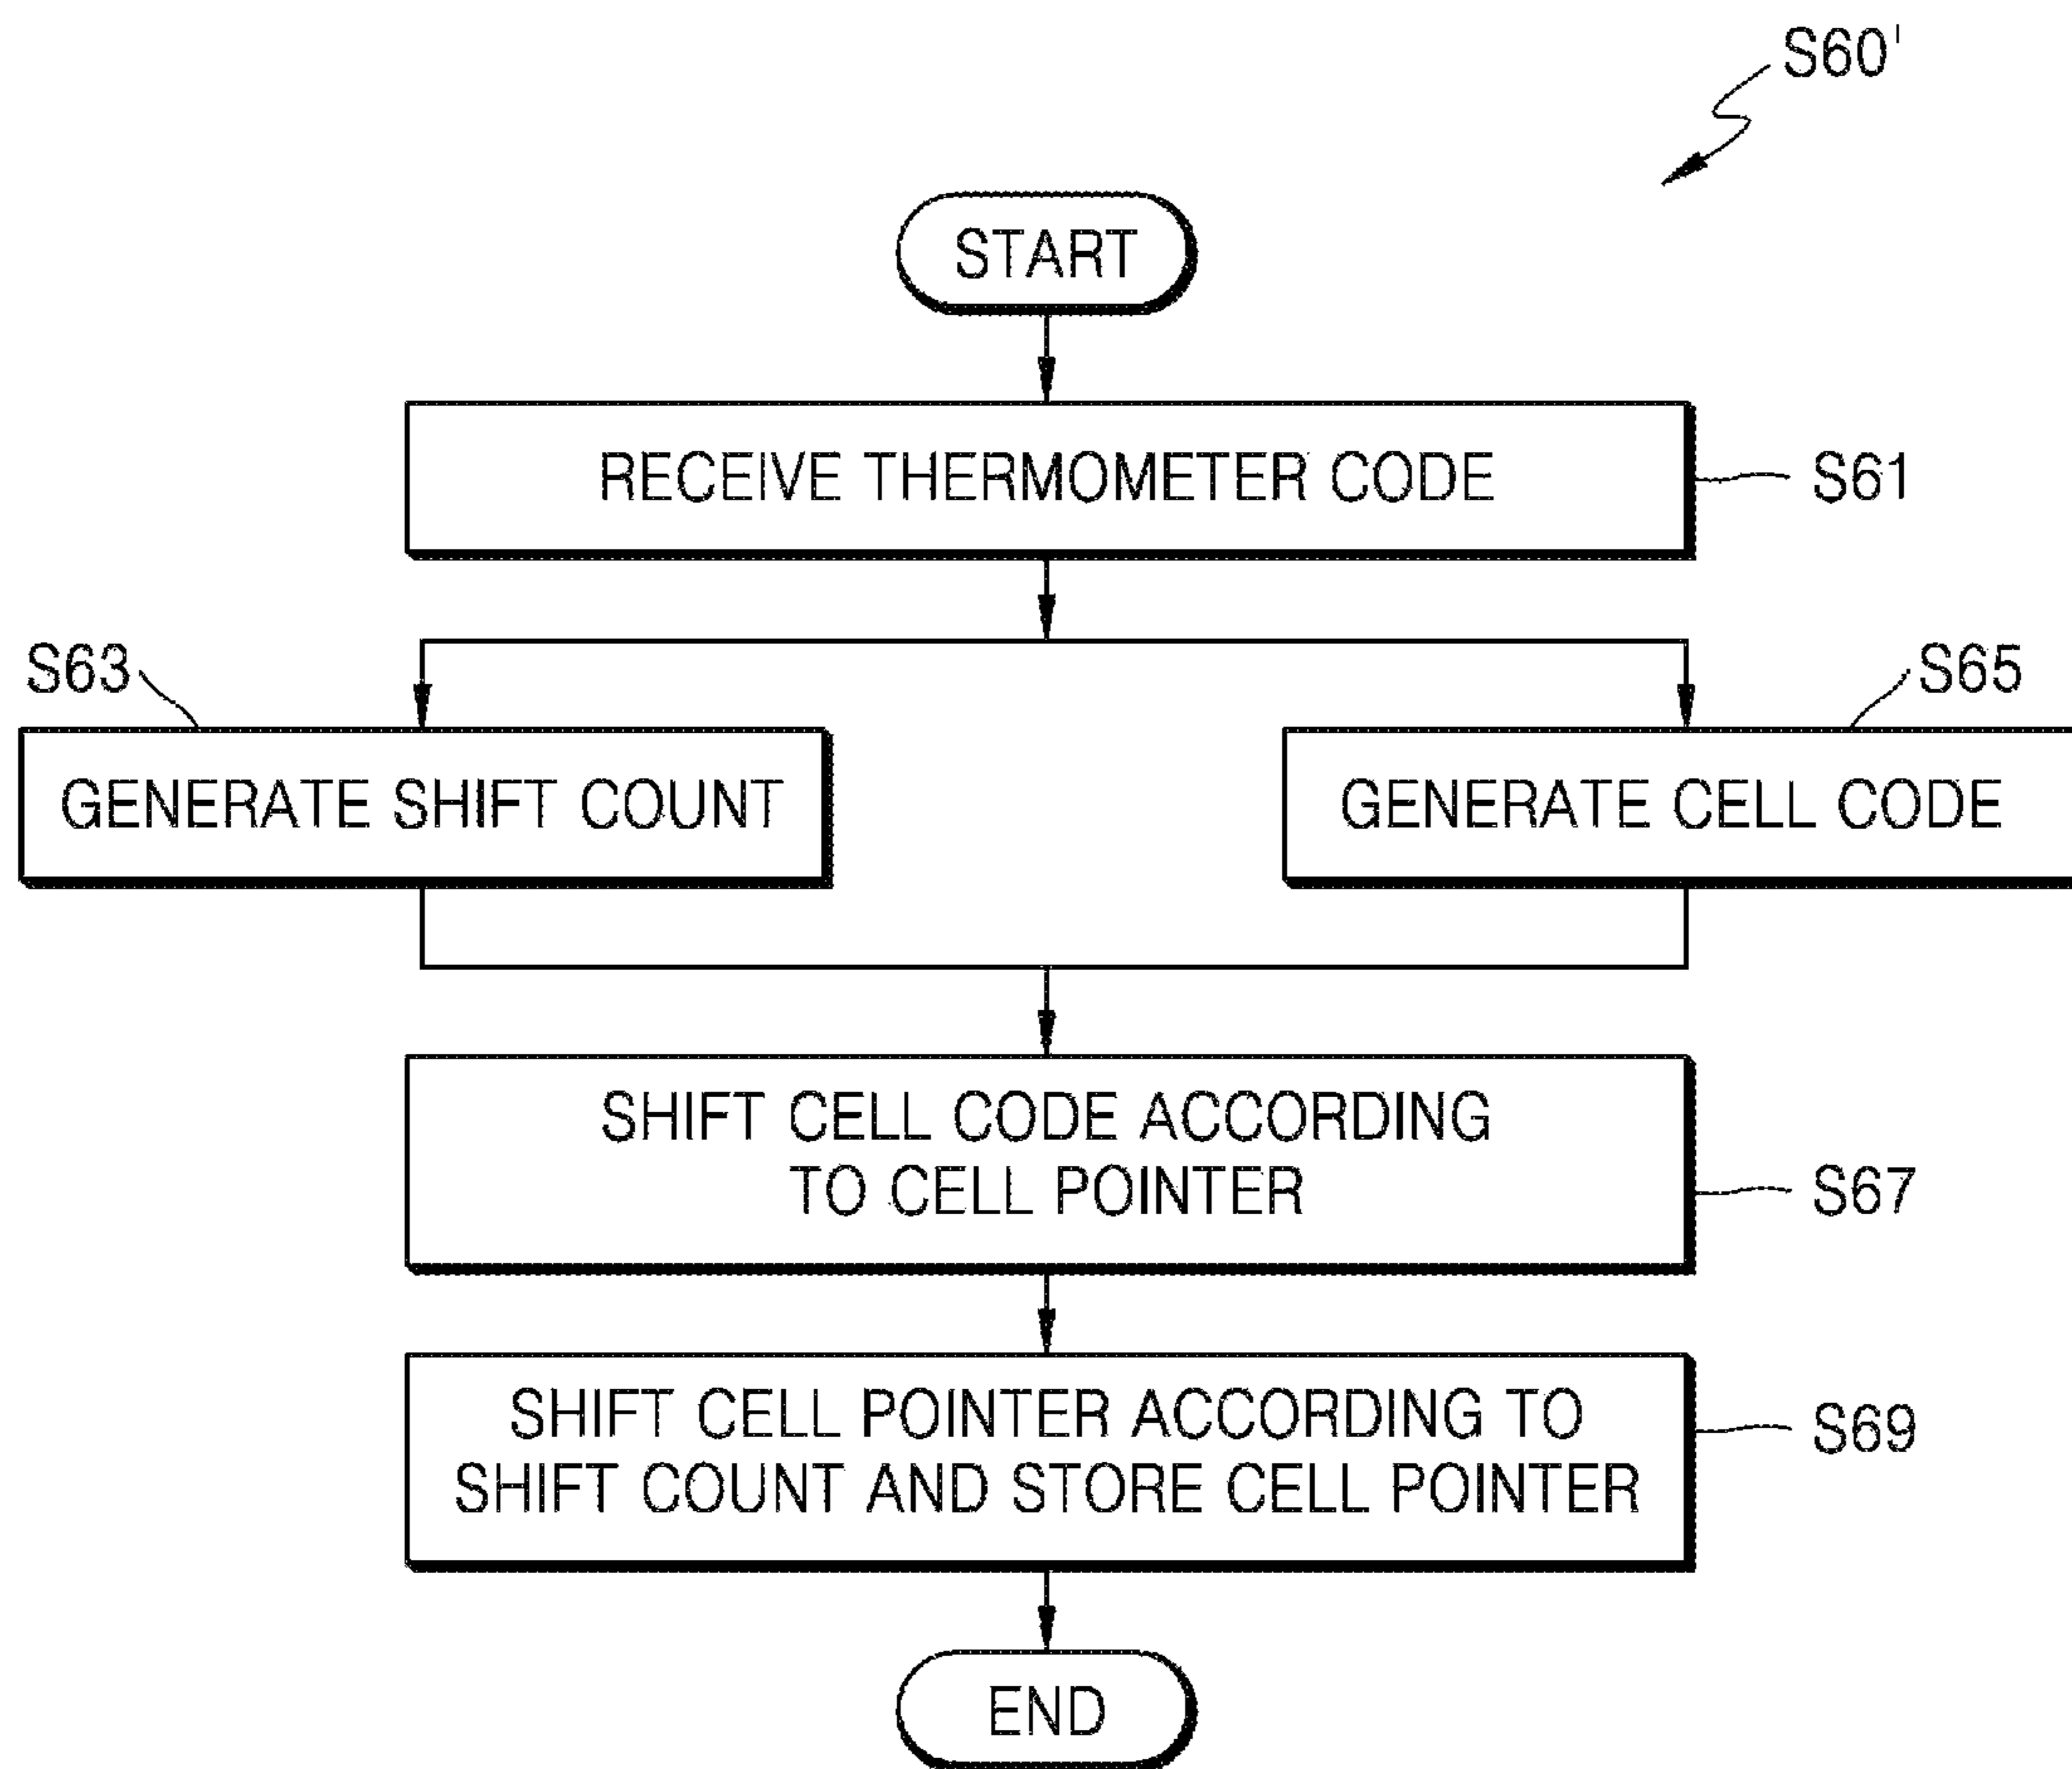 S60'
START
RECEIVE THERMOMETER CODE
S61
S63
S65
GENERATE SHIFT COUNT
GENERATE CELL CODE
SHIFT CELL CODE ACCORDING
TO CELL POINTER
S67
SHIFT CELL POINTER ACCORDING TO
SHIFT COUNT AND STORE CELL POINTER
S69
END